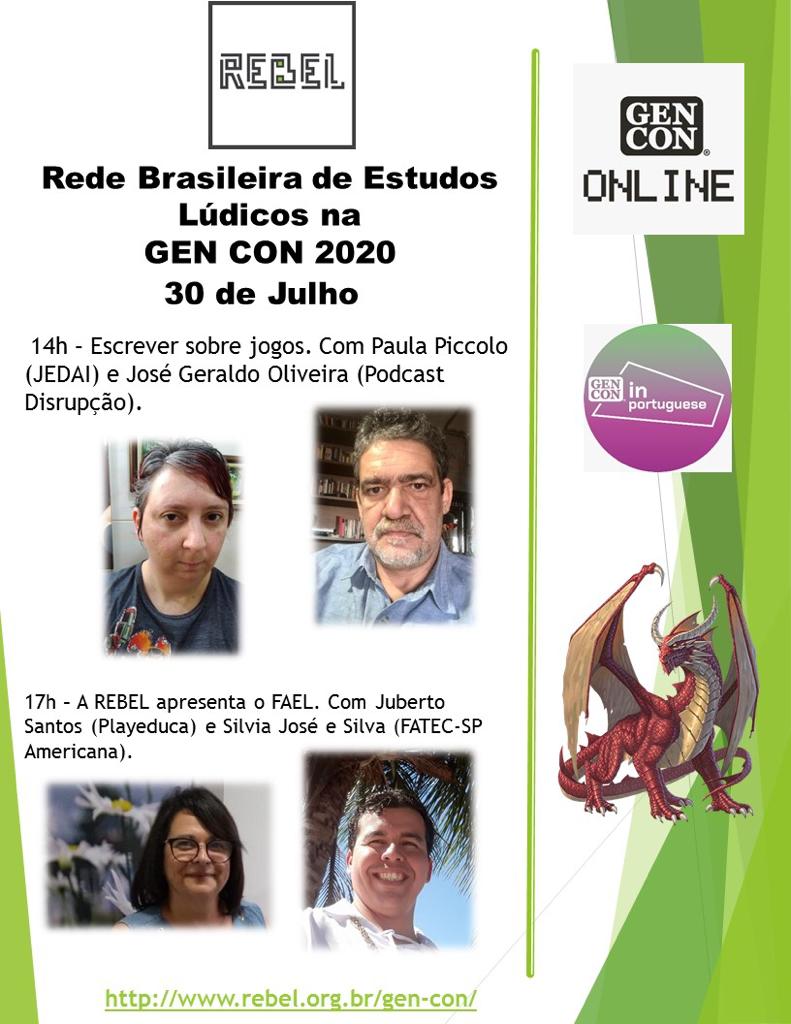 REBEL
Rede Brasileira de Estudos
Lúdicos na
GEN CON 2020
30 de Julho
14h – Escrever sobre jogos. Com Paula Piccolo
(JEDAI) e José Geraldo Oliveira (Podcast
Disrupção).
17h – A REBEL apresenta o FAEL. Com Juberto
Santos (Playeduca) e Silvia José e Silva (FATEC-SP
Americana).
http://www.rebel.org.br/gen-con/
GEN
CON®
ONLINE
GEN
CON
in
portuguese